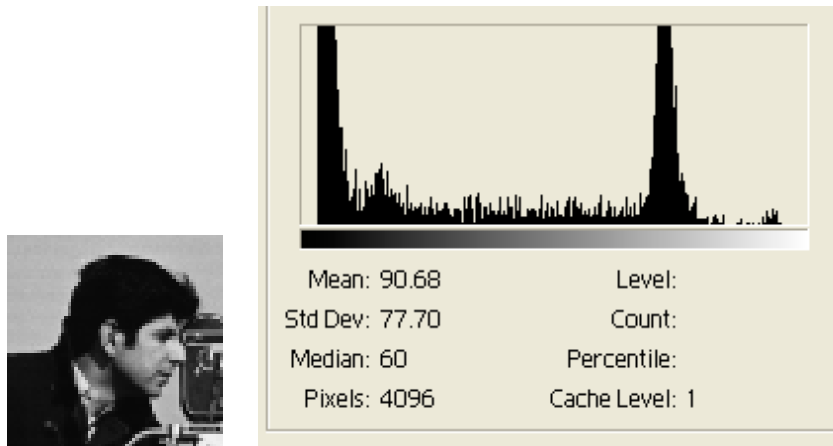 Mean: 90.68 Level:
Std Dev: 77.70 Count:
Median: 60 Percentile:
Pixels: 4096 Cache Level: 1